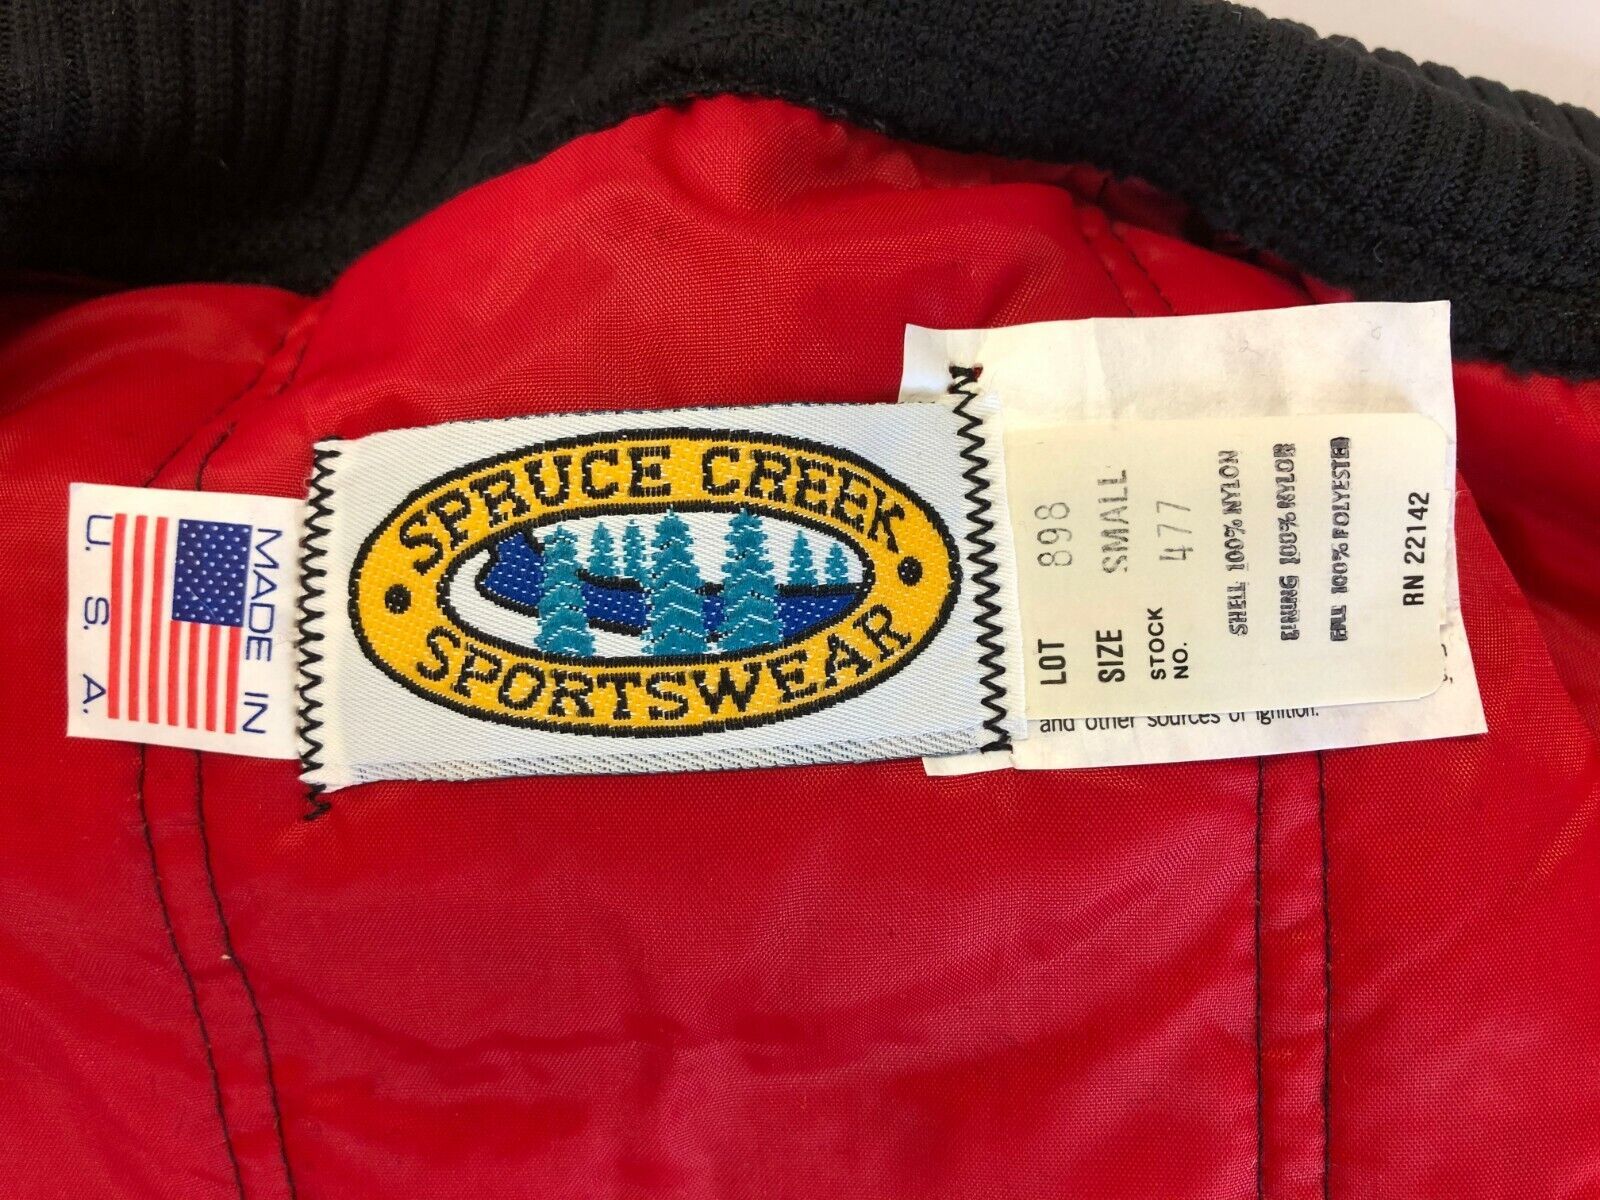 MADE IN
U. S. A.
SPRUCE CREEK
SPORTSWEAR
LOT 898
SIZE SMALL
STOCK NO. 477
SHELL 100% NYLON
LINING 100% NYLON
FILL 100% POLYESTER
RN 22142
and other sources of ignition.